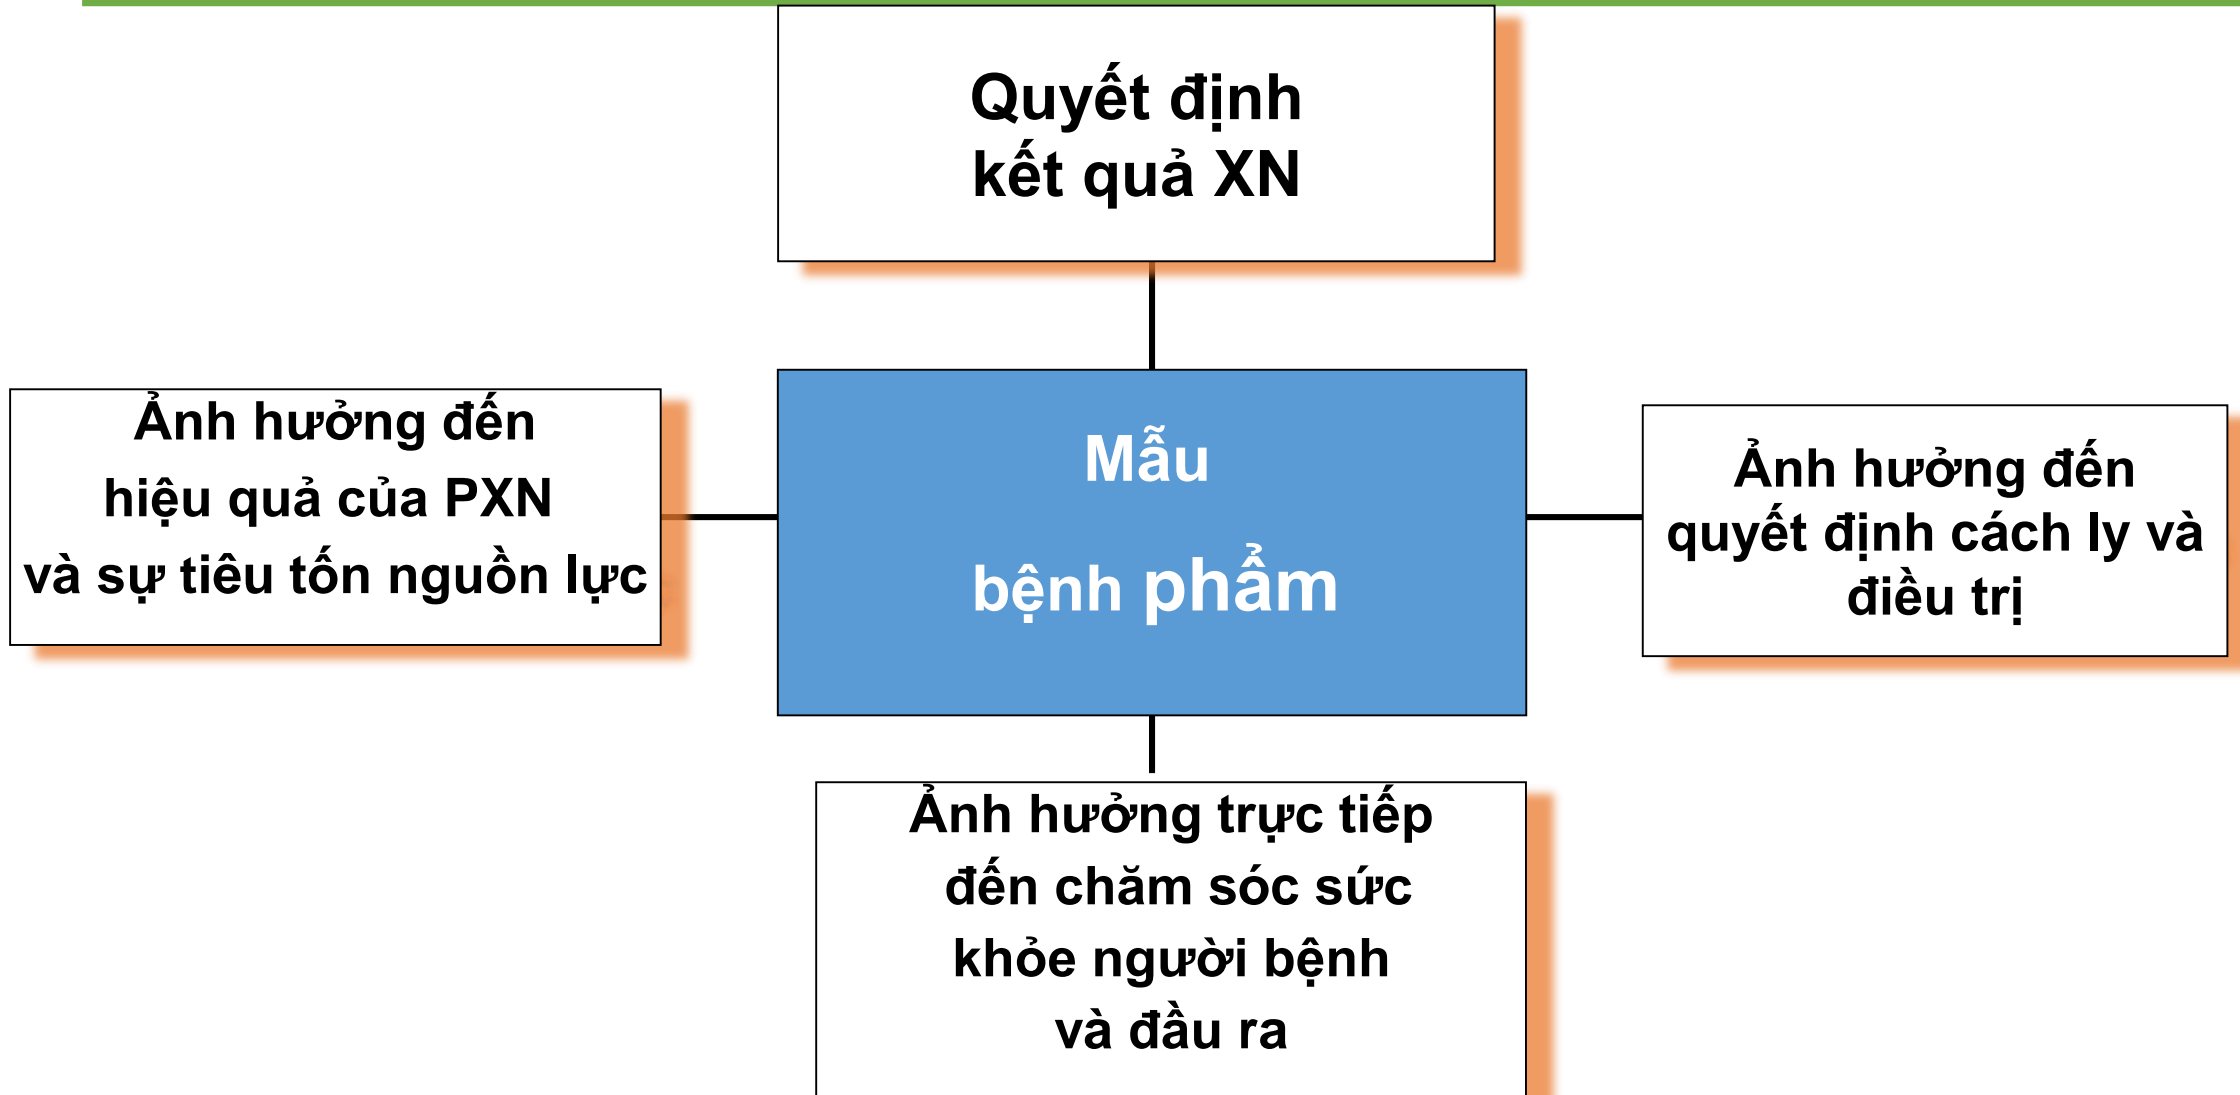 Quyết định
kết quả XN
Ảnh hưởng đến
hiệu quả của PXN
và sự tiêu tốn nguồn lực
Mẫu
bệnh phẩm
Ảnh hưởng đến
quyết định cách ly và
điều trị
Ảnh hưởng trực tiếp
đến chăm sóc sức
khỏe người bệnh
và đầu ra